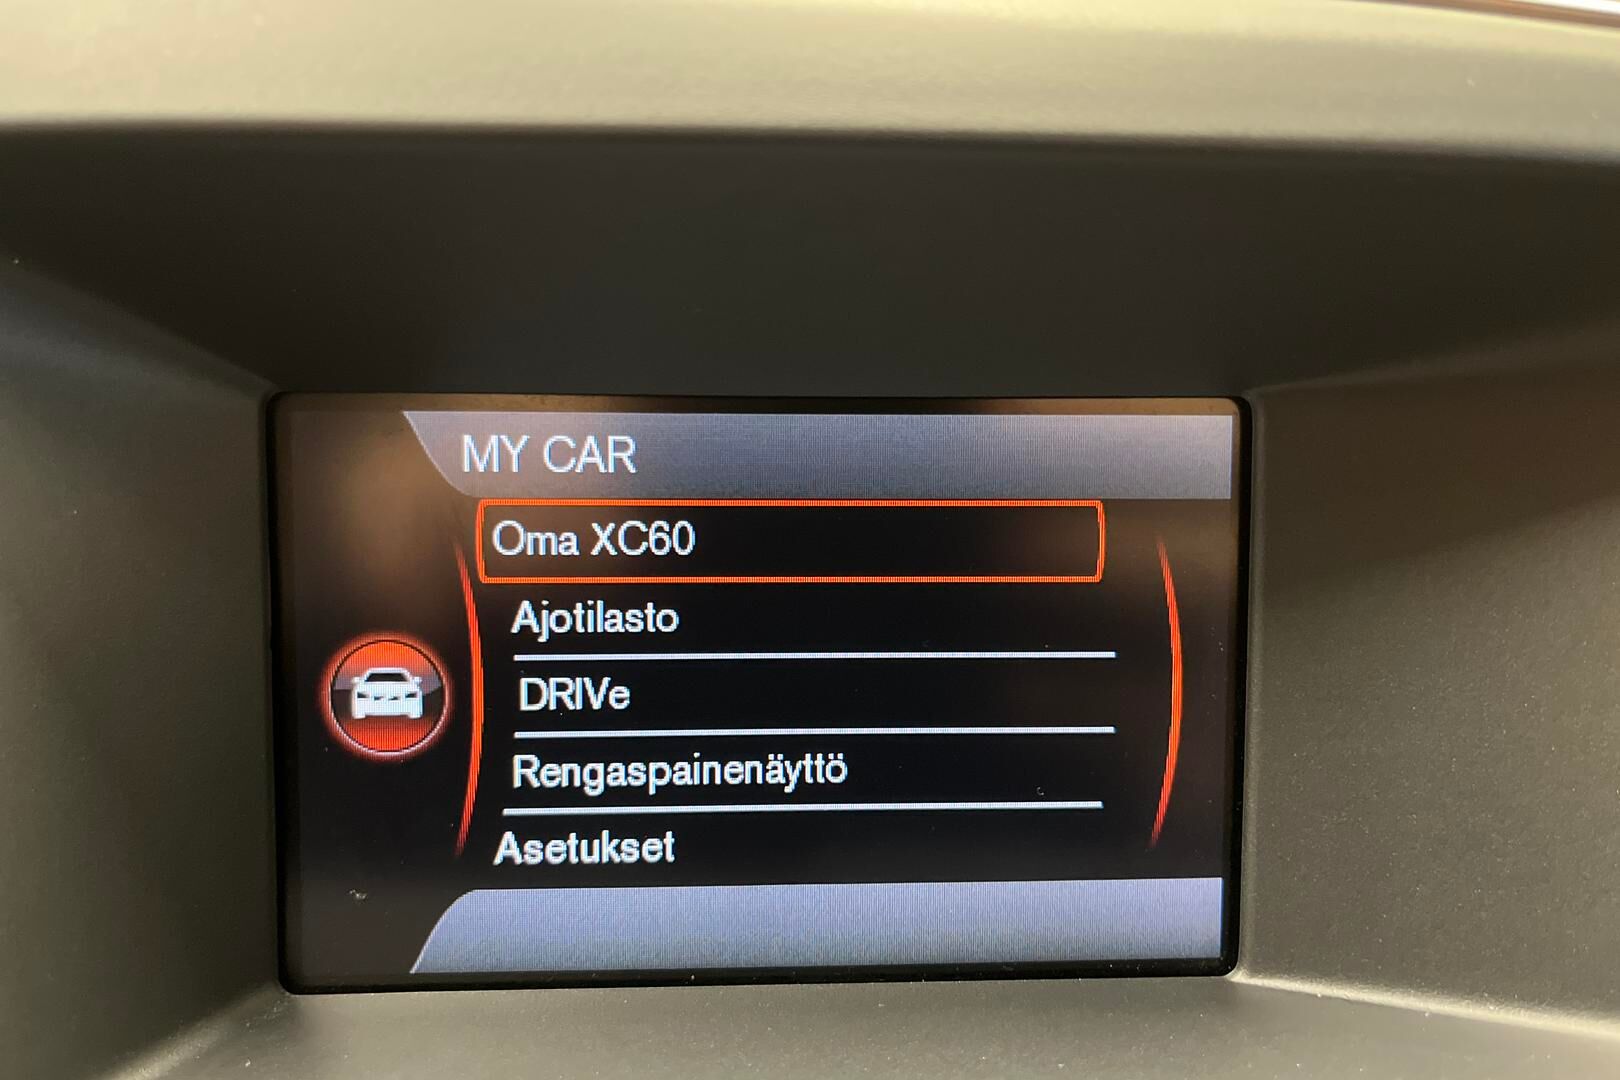 MY CAR
Oma XC60
Ajotilasto
DRIVe
Rengaspainenäyttö
Asetukset